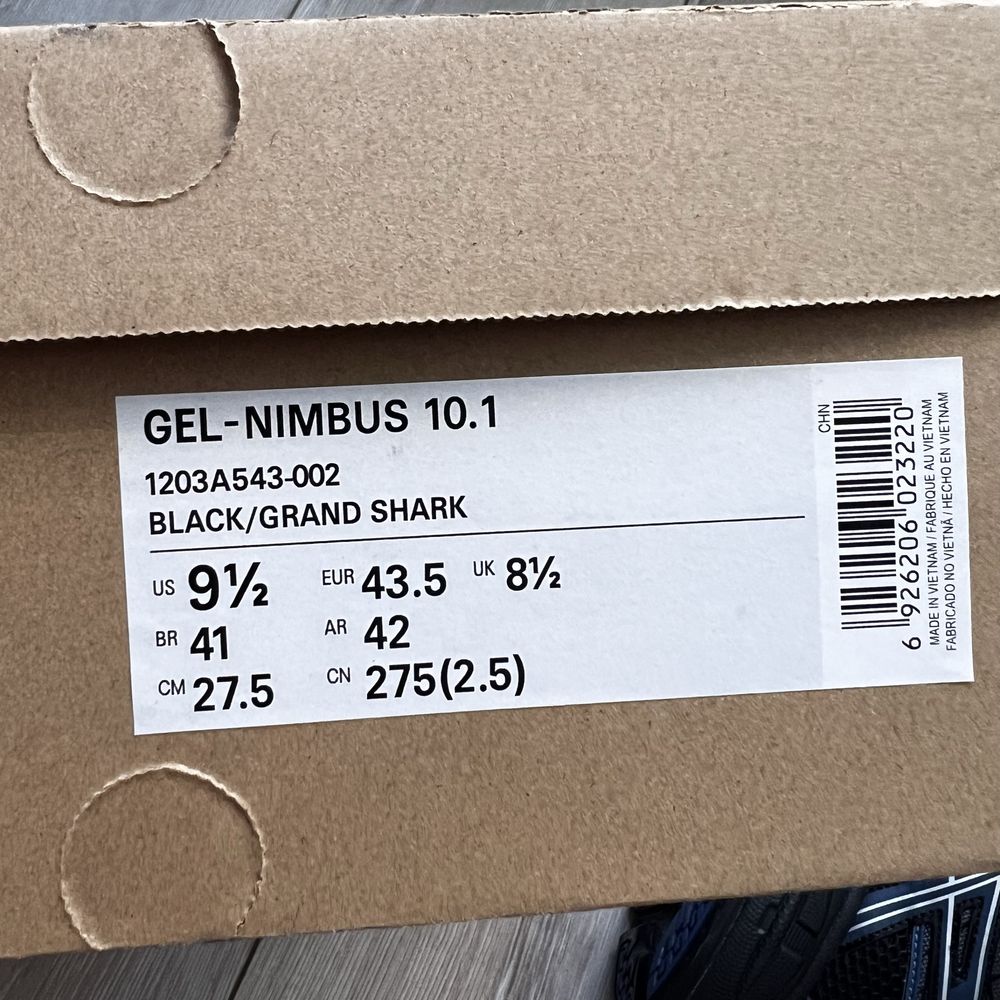 GEL-NIMBUS 10.1
1203A543-002
BLACK/GRAND SHARK
US 9½ EUR 43.5 UK 8½
BR 41 AR 42
CM 27.5 CN 275(2.5)
CHN
6 926206 023220
MADE IN VIETNAM / FABRIQUE AU VIETNAM
FABRICADO NO VIETNÃ / HECHO EN VIETNAM